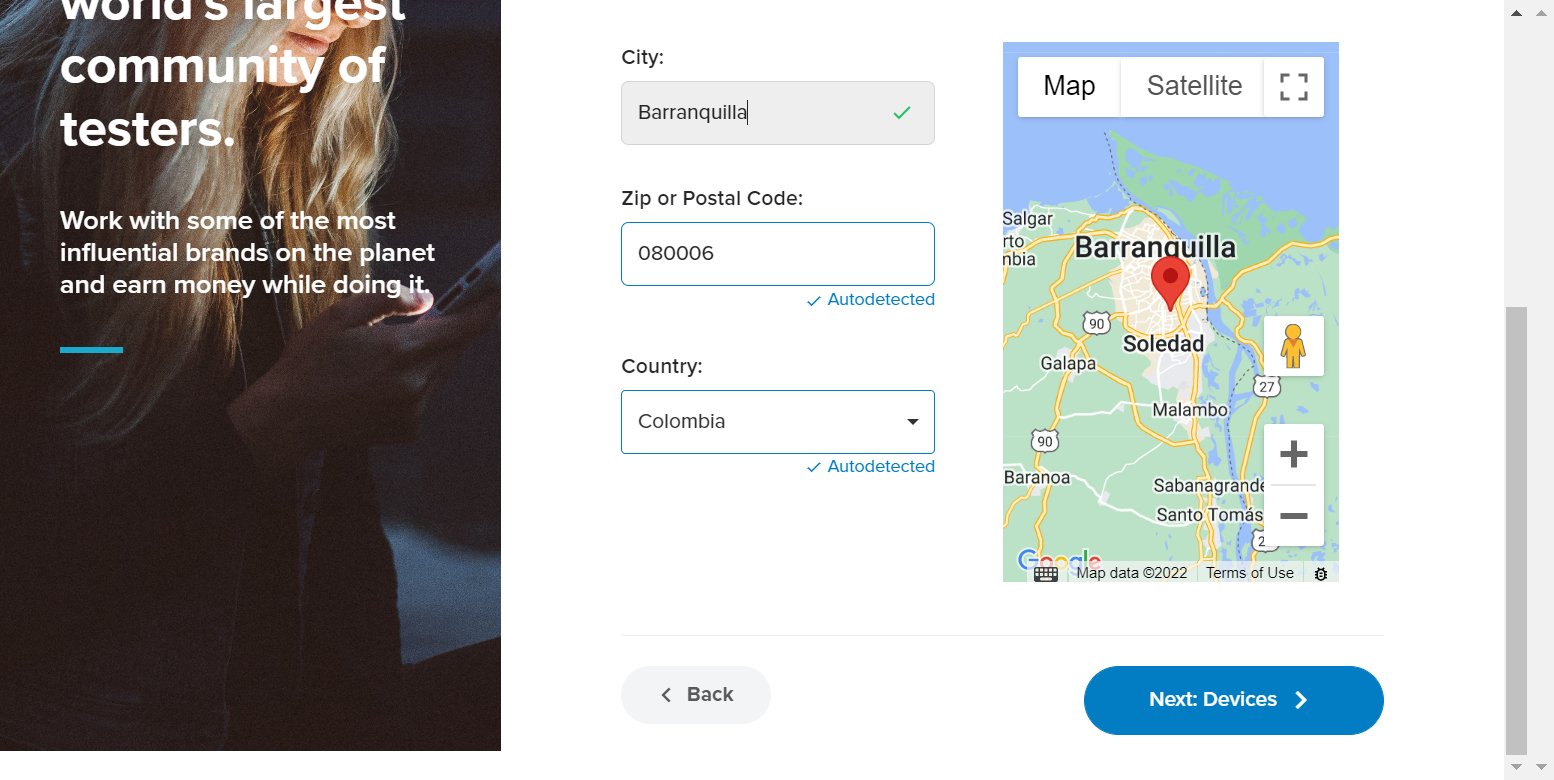 world's largest
community of
testers.
Work with some of the most
influential brands on the planet
and earn money while doing it.
City:
Barranquilla
Zip or Postal Code:
080006
Autodetected
Country:
Colombia
Autodetected
Map
Satellite
Salgar
rto
nbia
Barranquilla
90
Soledad
Galapa
27
Malambo
90
Baranoa
Sabanagrande
Santo Tomás
2
Google
Map data ©2022
Terms of Use
Back
Next: Devices